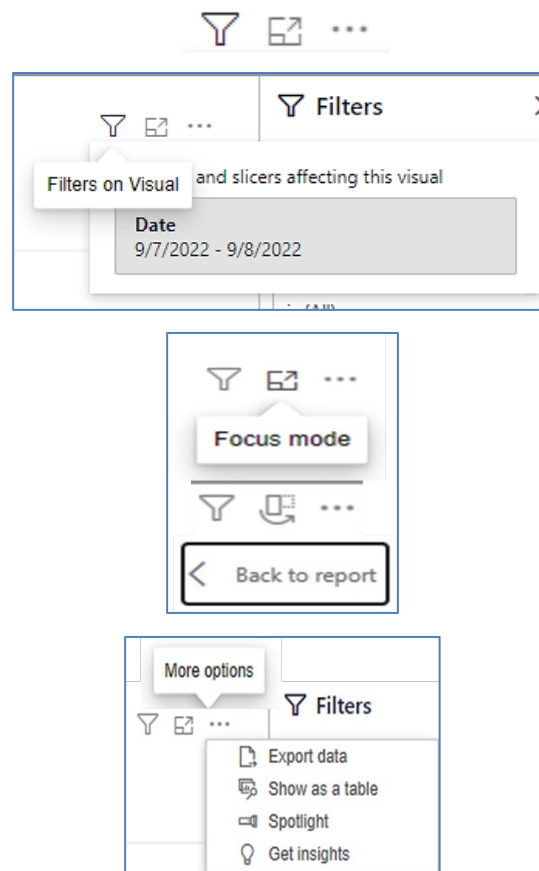 Filters
Filters on Visual
and slicers affecting this visual
Date
9/7/2022 - 9/8/2022
Focus mode
Back to report
More options
Filters
Export data
Show as a table
Spotlight
Get insights